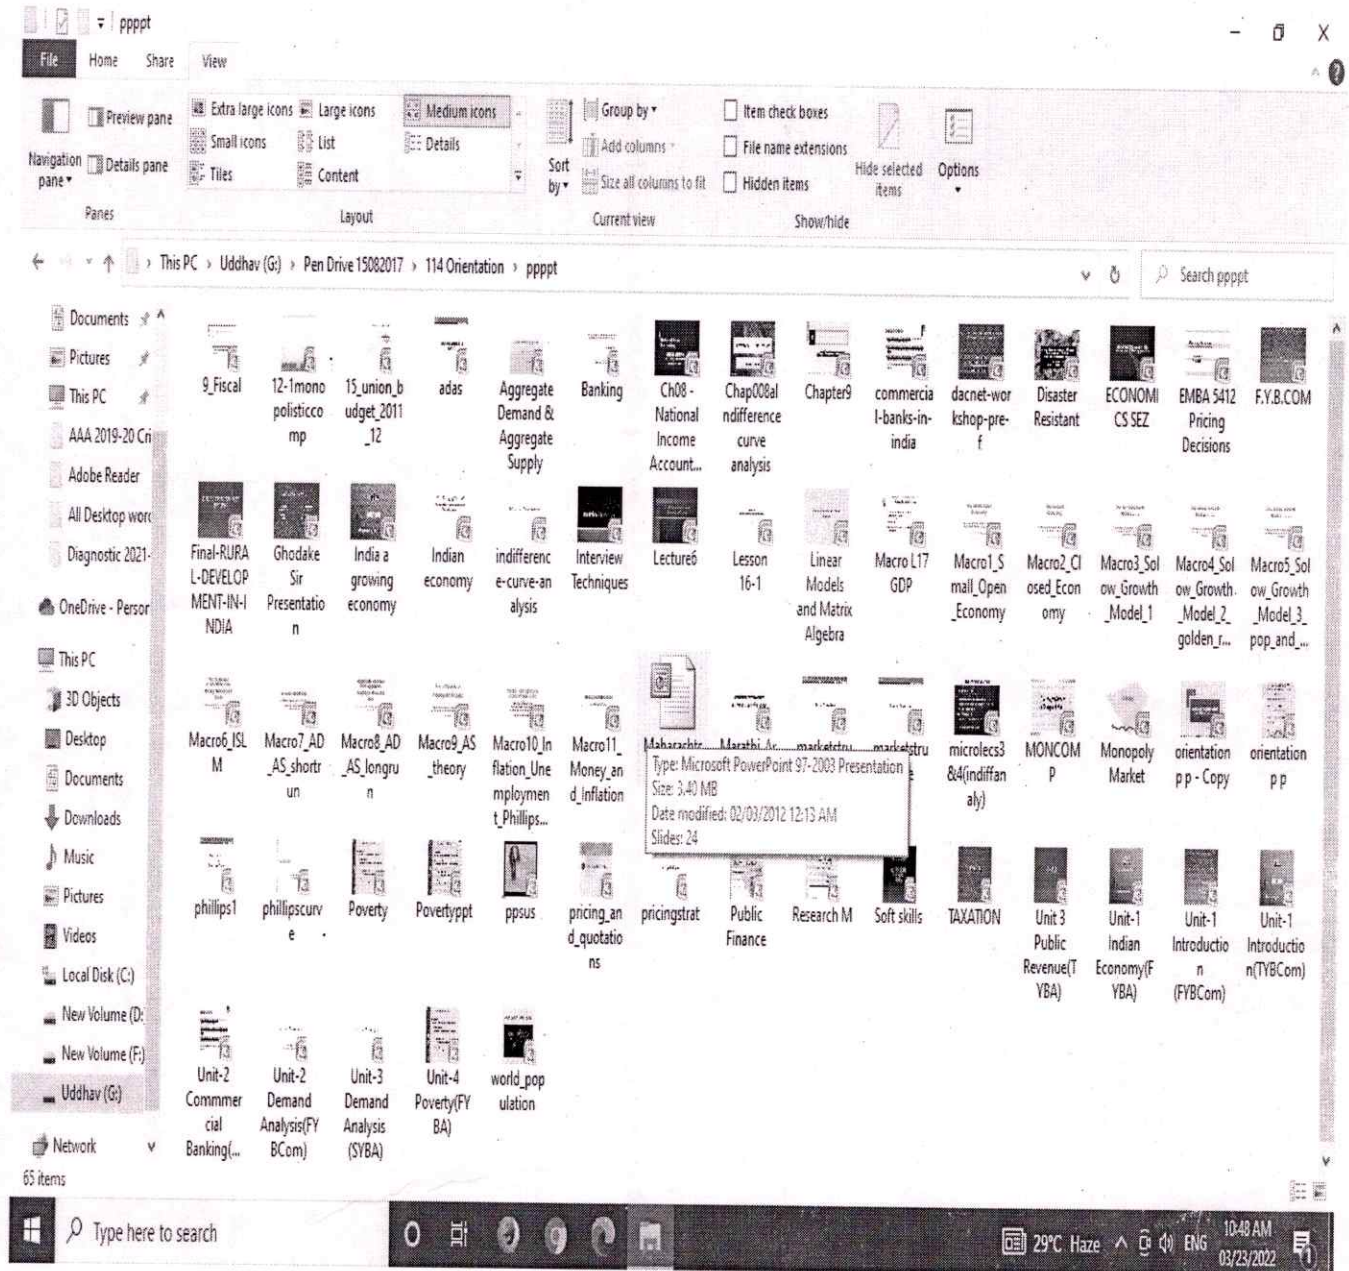 ppppt
File Home Share View
Preview pane
Details pane
Navigation
pane
Panes
Extra large icons Large icons Medium icons
Small icons List Details
Tiles Content
Layout
Sort
by
Group by
Add columns
Size all columns to fit
Current view
Item check boxes
File name extensions
Hidden items
Hide selected
items
Show/hide
Options
This PC › Uddhav (G:) › Pen Drive 15082017 › 114 Orientation › ppppt
Search ppppt
Documents
Pictures
This PC
AAA 2019-20 Cri
Adobe Reader
All Desktop word
Diagnostic 2021-
OneDrive - Person
This PC
3D Objects
Desktop
Documents
Downloads
Music
Pictures
Videos
Local Disk (C:)
New Volume (D:
New Volume (F:)
Uddhav (G:)
Network
9_Fiscal
12-1mono
polisticco
mp
15_union_b
udget_2011
_12
adas
Aggregate
Demand &
Aggregate
Supply
Banking
Ch08 -
National
Income
Account...
Chap008aI
ndifference
curve
analysis
Chapter9
commercia
l-banks-in-
india
dacnet-wor
kshop-pre-
f
Disaster
Resistant
ECONOMI
CS SEZ
EMBA 5412
Pricing
Decisions
F.Y.B.COM
Final-RURA
L-DEVELOP
MENT-IN-I
NDIA
Ghodake
Sir
Presentatio
n
India a
growing
economy
Indian
economy
indifferenc
e-curve-an
alysis
Interview
Techniques
Lecture6
Lesson
16-1
Linear
Models
and Matrix
Algebra
Macro L17
GDP
Macro1_S
mall_Open
_Economy
Macro2_Cl
osed_Econ
omy
Macro3_Sol
ow_Growth
_Model_1
Macro4_Sol
ow_Growth
_Model_2_
golden_r...
Macro5_Sol
ow_Growth
_Model_3_
pop_and_...
Macro6_ISL
M
Macro7_AD
_AS_shortr
un
Macro8_AD
_AS_longru
n
Macro9_AS
_theory
Macro10_In
flation_Une
mploymen
t_Phillips...
Macro11_
Money_an
d_Inflation
Maharashtr
Marathi Ar
marketstru
marketstru
e
microlecs3
&4(indiffan
aly)
MONCOM
P
Monopoly
Market
orientation
p p - Copy
orientation
p p
Type: Microsoft PowerPoint 97-2003 Presentation
Size: 3.40 MB
Date modified: 02/03/2012 12:13 AM
Slides: 24
phillips1
phillipscurv
e
Poverty
Povertyppt
ppsus
pricing_an
d_quotatio
ns
pricingstrat
Public
Finance
Research M
Soft skills
TAXATION
Unit 3
Public
Revenue(T
YBA)
Unit-1
Indian
Economy(F
YBA)
Unit-1
Introductio
n
(FYBCom)
Unit-1
Introductio
n(TYBCom)
Unit-2
Commmer
cial
Banking(...
Unit-2
Demand
Analysis(FY
BCom)
Unit-3
Demand
Analysis
(SYBA)
Unit-4
Poverty(FY
BA)
world_pop
ulation
65 items
Type here to search
29°C Haze
ENG
10:48 AM
03/23/2022
1